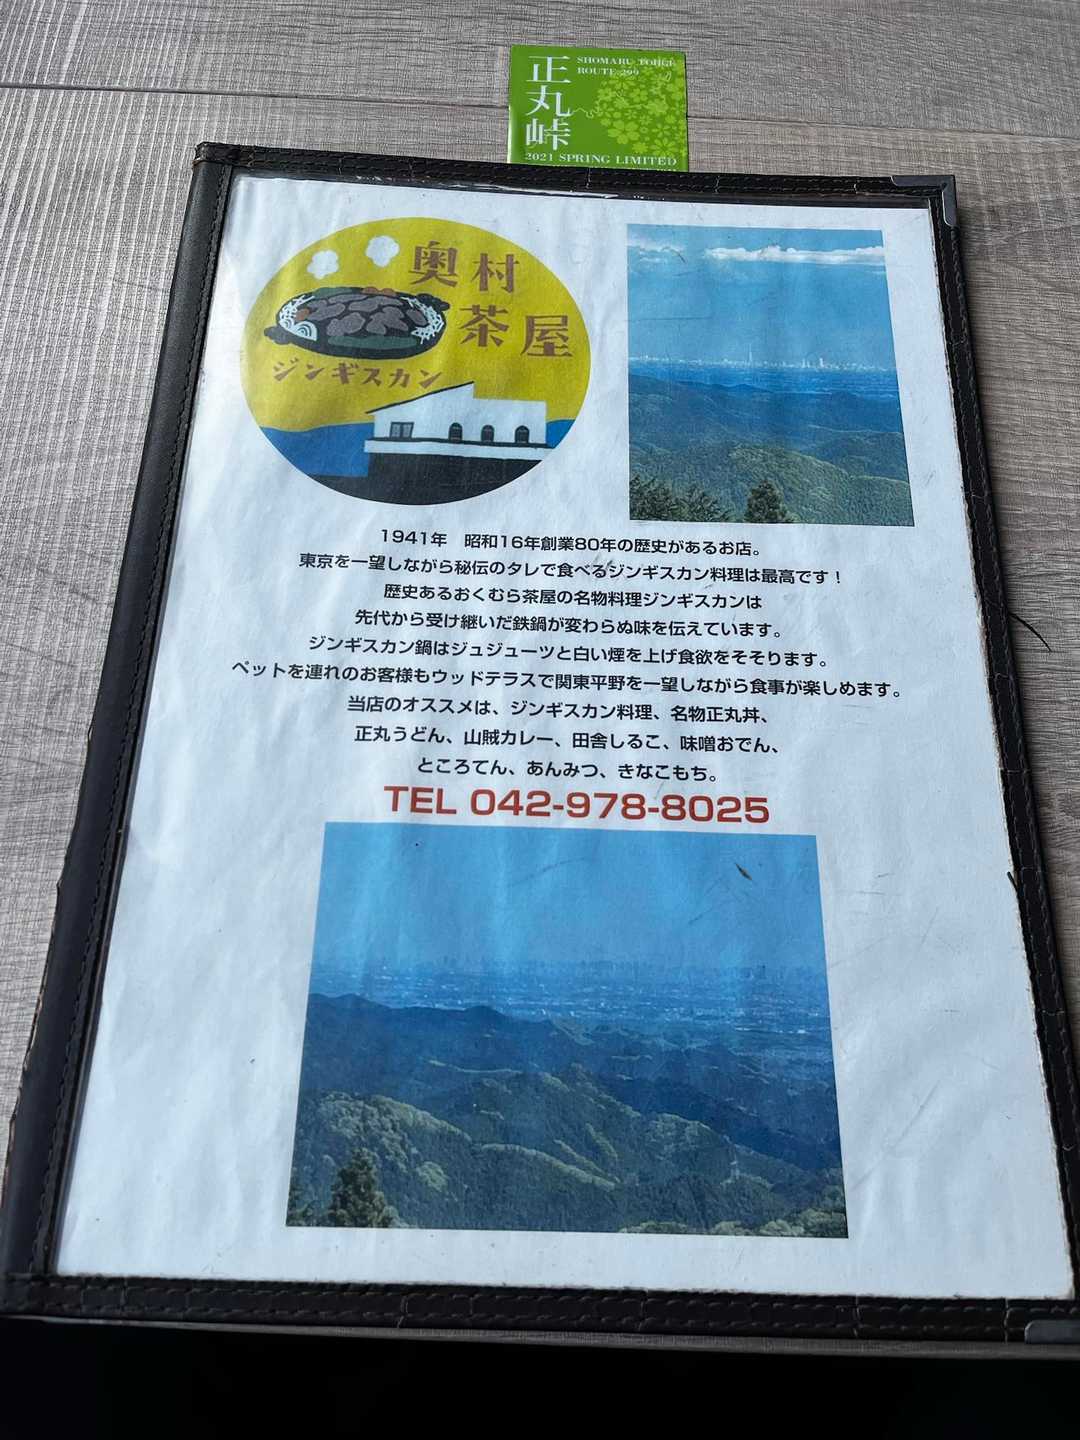 正丸峠
SHOMARU TOHGE
ROUTE 299
2021 SPRING LIMITED
奥村
茶屋
ジンギスカン
1941年 昭和16年創業80年の歴史があるお店。
東京を一望しながら秘伝のタレで食べるジンギスカン料理は最高です！
歴史あるおくむら茶屋の名物料理ジンギスカンは
先代から受け継いだ鉄鍋が変わらぬ味を伝えています。
ジンギスカン鍋はジュジューツと白い煙を上げ食欲をそそります。
ペットを連れのお客様もウッドテラスで関東平野を一望しながら食事が楽しめます。
当店のオススメは、ジンギスカン料理、名物正丸丼、
正丸うどん、山賊カレー、田舎しるこ、味噌おでん、
ところてん、あんみつ、きなこもち。
TEL 042-978-8025